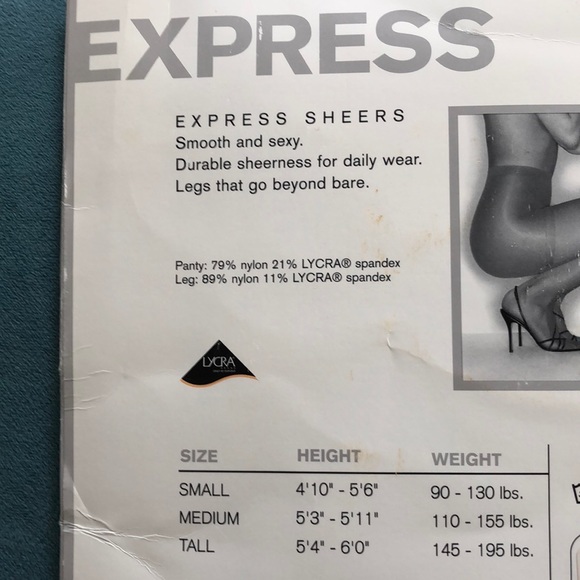 EXPRESS
EXPRESS SHEERS
Smooth and sexy.
Durable sheerness for daily wear.
Legs that go beyond bare.
Panty: 79% nylon 21% LYCRA® spandex
Leg: 89% nylon 11% LYCRA® spandex
LYCRA
SIZE HEIGHT WEIGHT
SMALL 4'10" - 5'6" 90 - 130 lbs.
MEDIUM 5'3" - 5'11" 110 - 155 lbs.
TALL 5'4" - 6'0" 145 - 195 lbs.